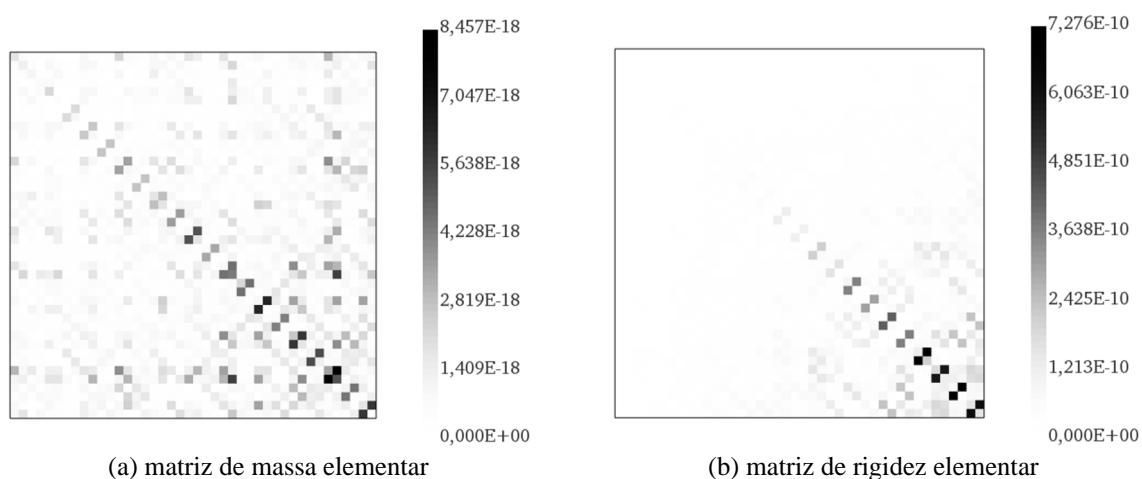 8,457E-18
7,047E-18
5,638E-18
4,228E-18
2,819E-18
1,409E-18
0,000E+00
(a) matriz de massa elementar
7,276E-10
6,063E-10
4,851E-10
3,638E-10
2,425E-10
1,213E-10
0,000E+00
(b) matriz de rigidez elementar